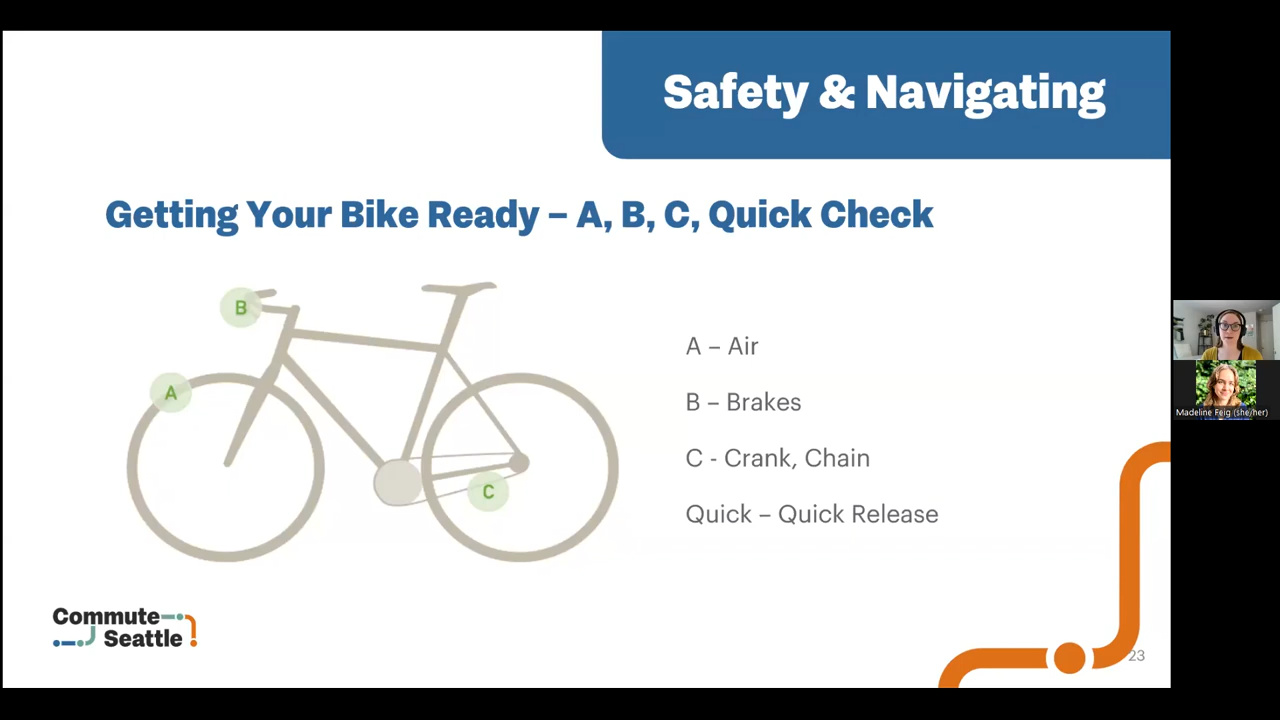 Safety & Navigating
Getting Your Bike Ready – A, B, C, Quick Check
B
A
C
A – Air
B – Brakes
C - Crank, Chain
Quick – Quick Release
Madeline Feig (she/her)
Commute
Seattle
23